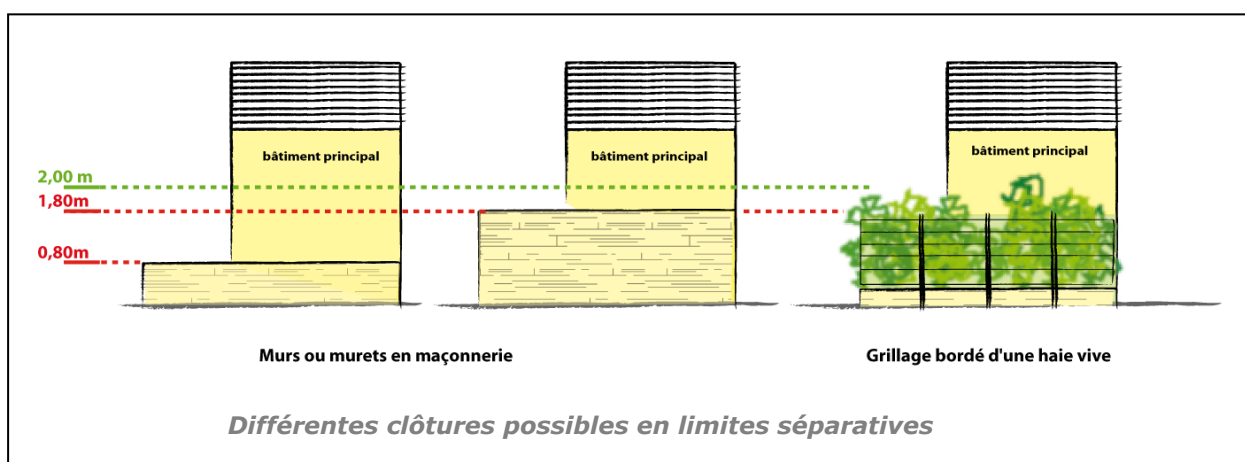 bâtiment principal
bâtiment principal
bâtiment principal
2,00 m
1,80m
0,80m
Murs ou murets en maçonnerie
Grillage bordé d'une haie vive
Différentes clôtures possibles en limites séparatives